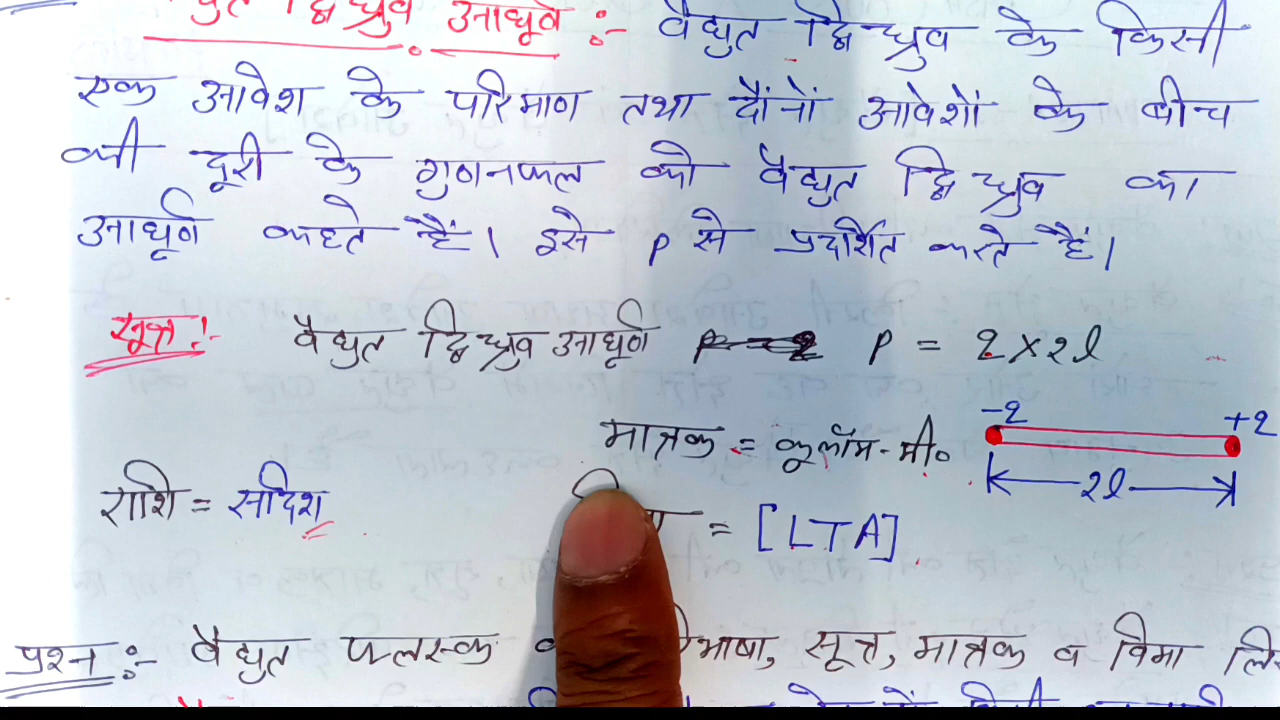 द्विध्रुव आघूर्ण :- वैद्युत द्विध्रुव के किसी
एक आवेश के परिमाण तथा दोंनों आवेशों के बीच
की दूरी के गुणनफल को वैद्युत द्विध्रुव का
आघूर्ण कहते हैं। इसे p से प्रदर्शित करते हैं।
सूत्र :- वैद्युत द्विध्रुव आघूर्ण P = q × 2l
-q +q
मात्रक = कूलॉम-मी०
2l
राशि = सदिश
= [LTA]
प्रश्न :- वैद्युत फ्लक्स सूत्र, मात्रक व विमा